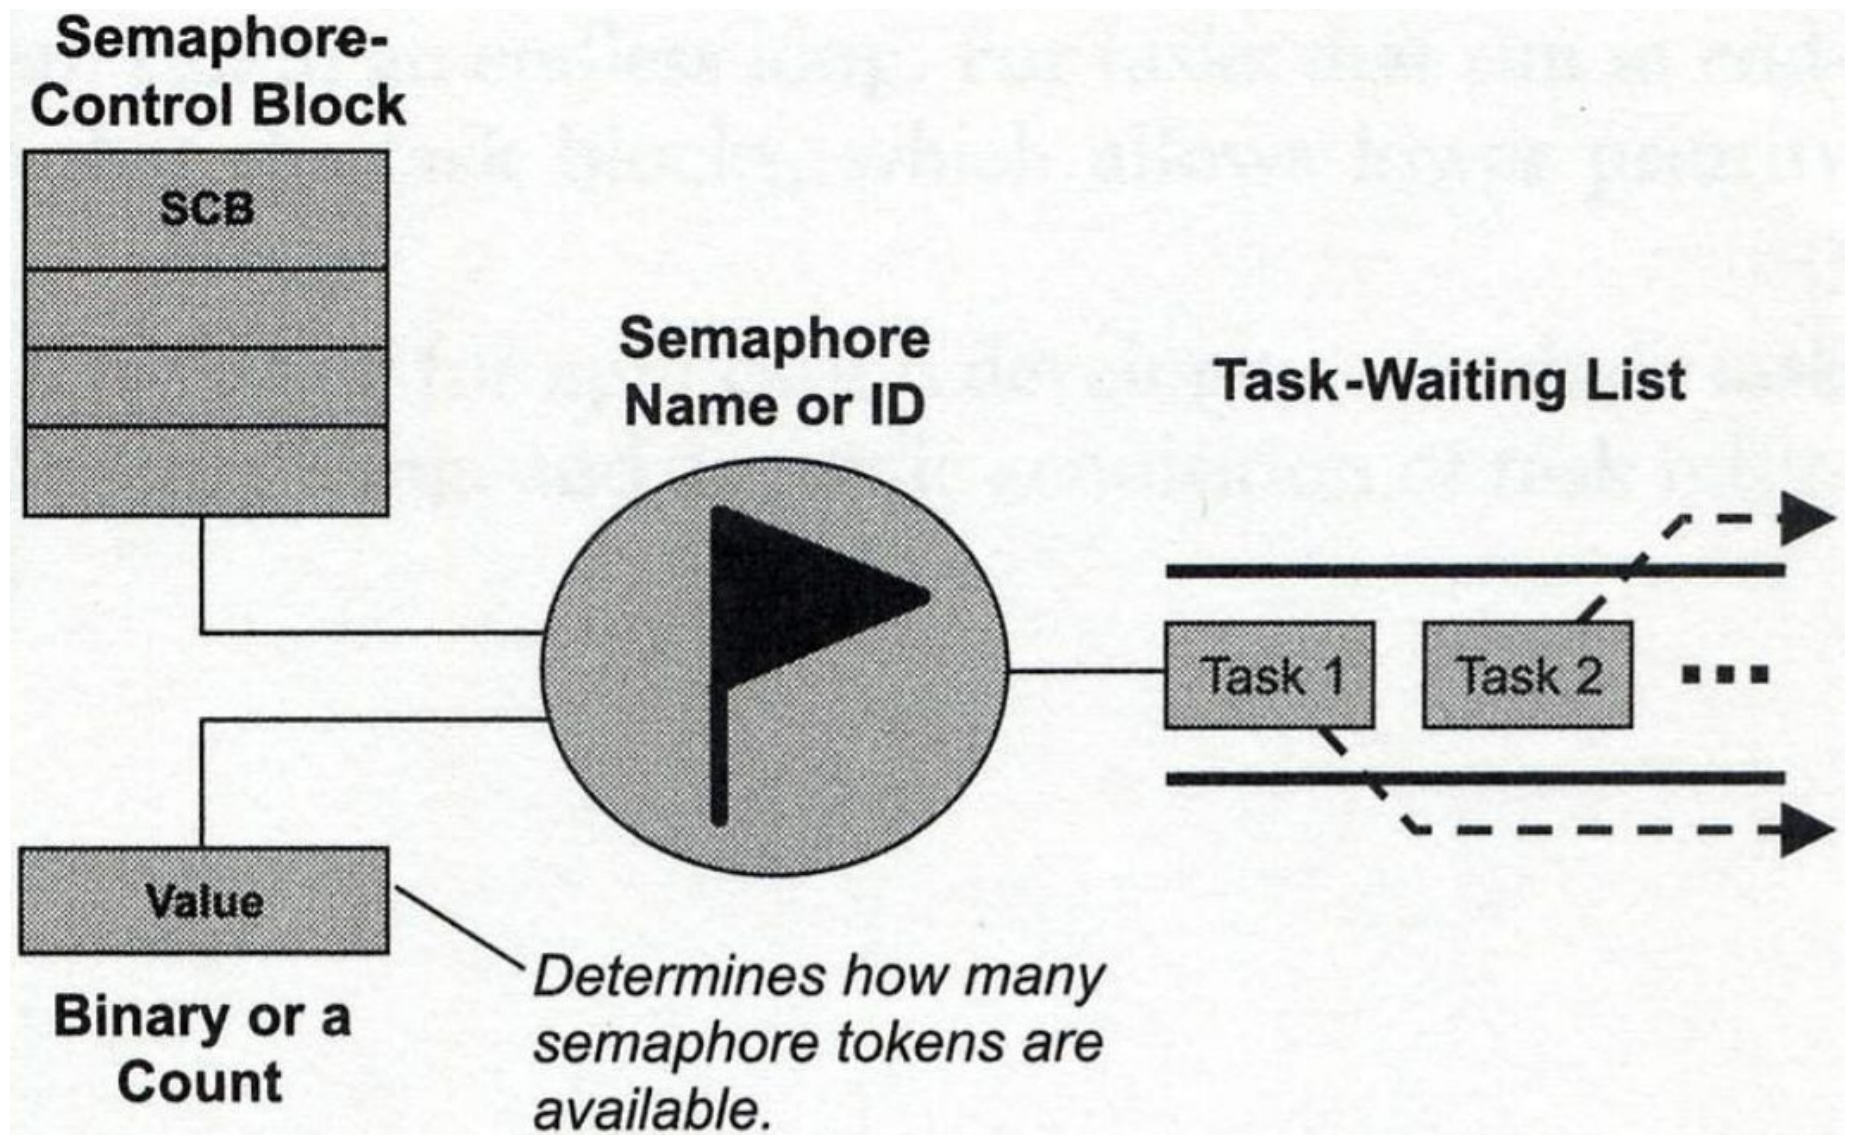 Semaphore-
Control Block
SCB
Semaphore
Name or ID
Task-Waiting List
Task 1
Task 2
Value
Binary or a
Count
Determines how many
semaphore tokens are
available.